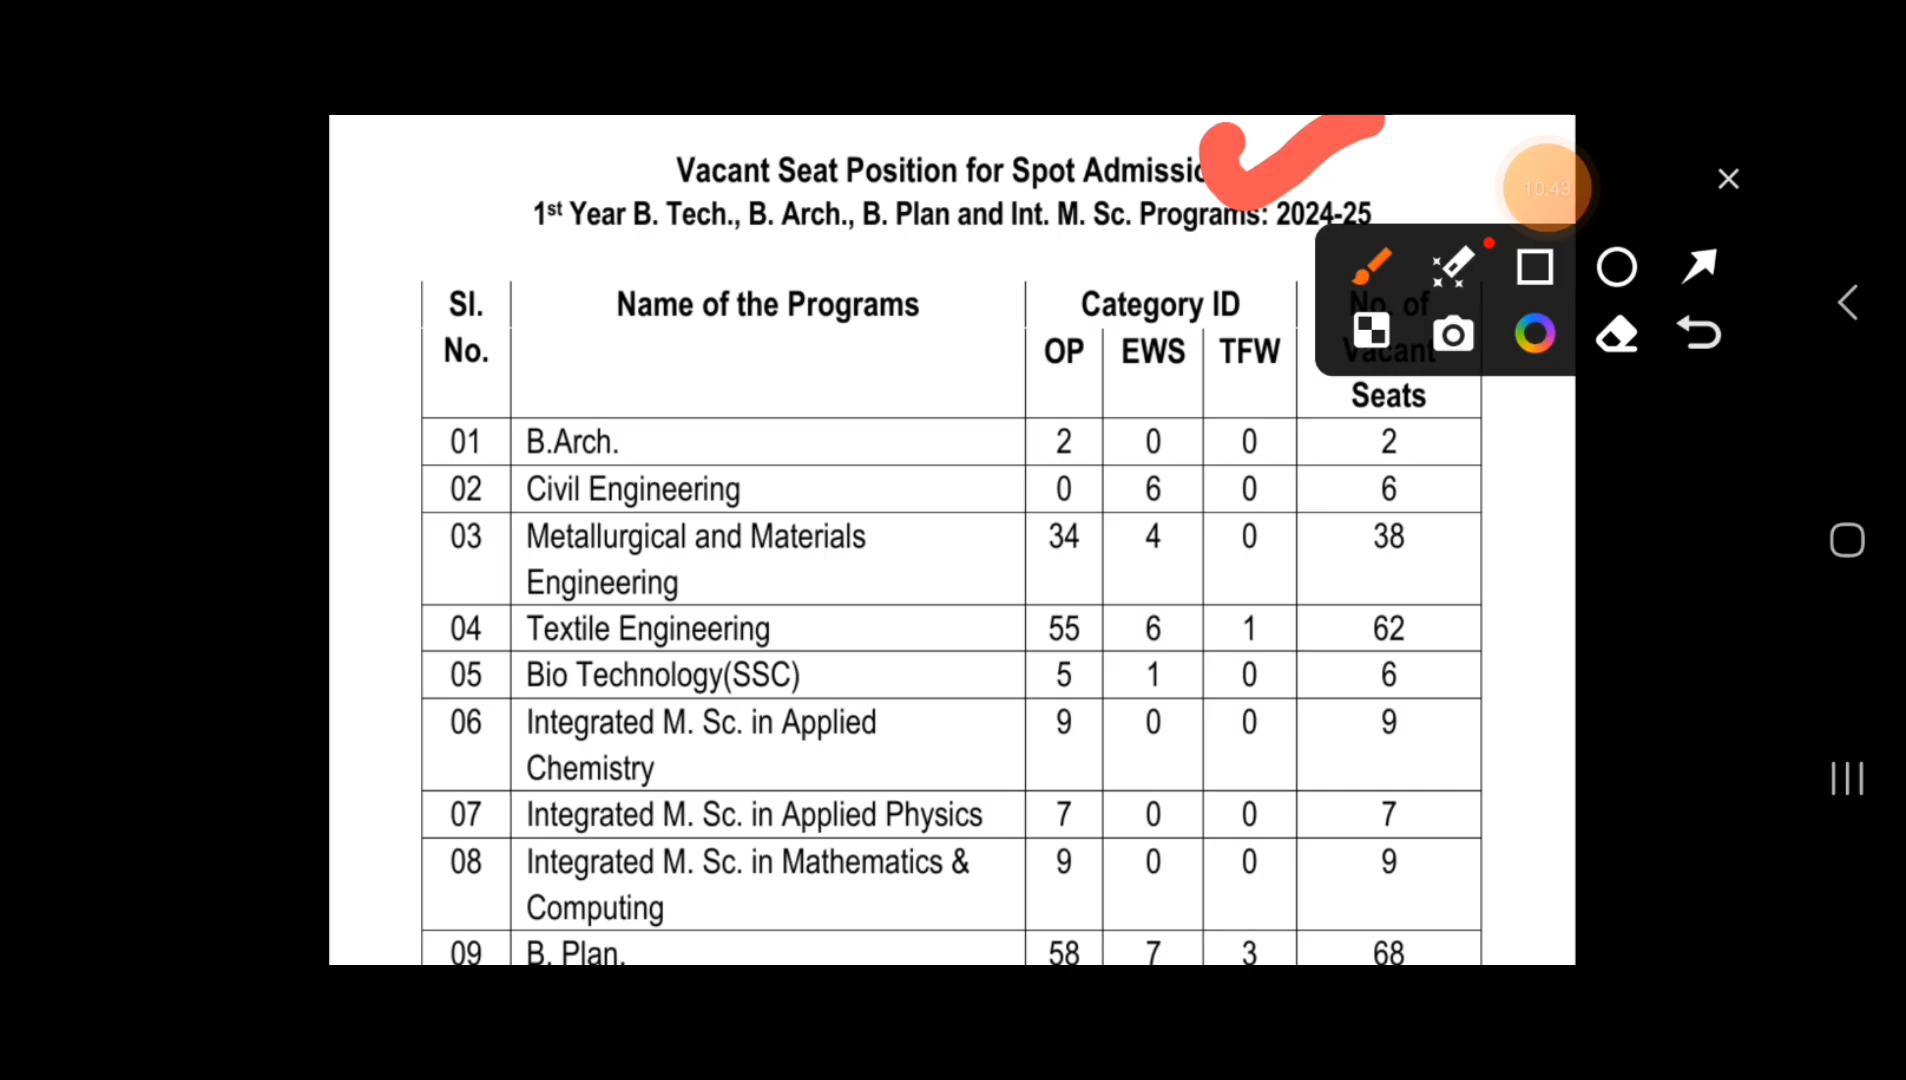 Vacant Seat Position for Spot
1st Year B. Tech., B. Arch., B. Plan and Int. M. Sc. Programs: 2024-25
10:43
Sl. No. Name of the Programs Category ID No. of Vacant Seats
OP EWS TFW
01 B.Arch. 2 0 0 2
02 Civil Engineering 0 6 0 6
03 Metallurgical and Materials 34 4 0 38
Engineering
04 Textile Engineering 55 6 1 62
05 Bio Technology(SSC) 5 1 0 6
06 Integrated M. Sc. in Applied 9 0 0 9
Chemistry
07 Integrated M. Sc. in Applied Physics 7 0 0 7
08 Integrated M. Sc. in Mathematics & 9 0 0 9
Computing
09 B. Plan. 58 7 3 68